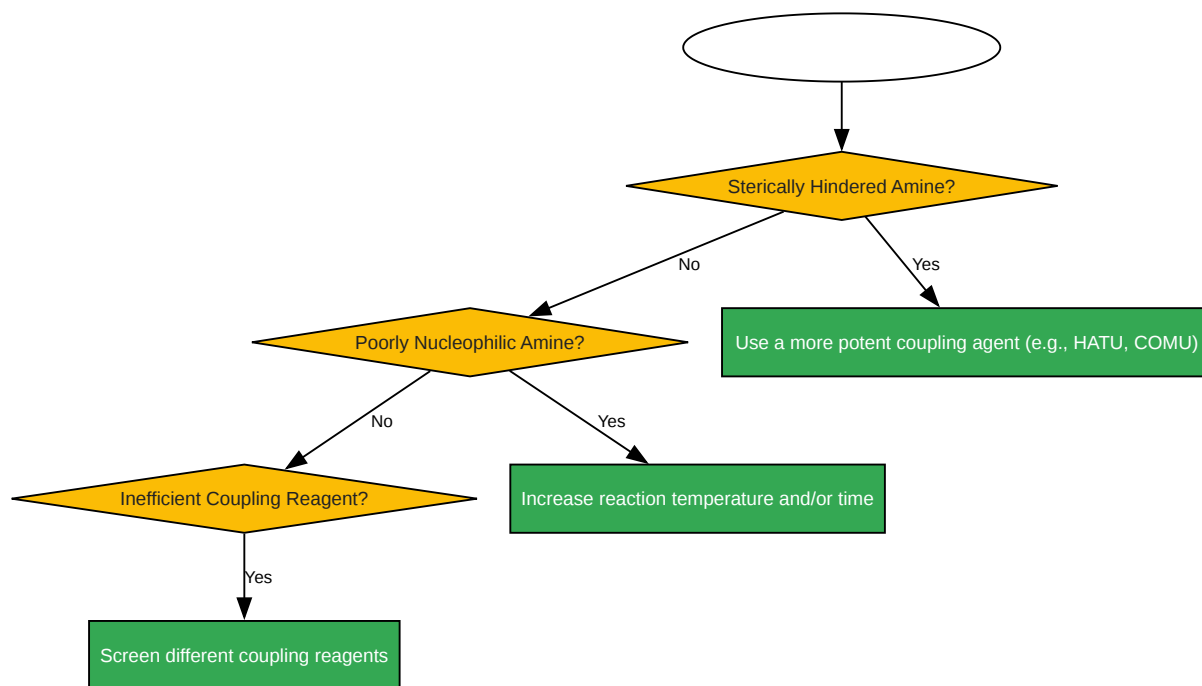 Sterically Hindered Amine?
No
Yes
Poorly Nucleophilic Amine?
Use a more potent coupling agent (e.g., HATU, COMU)
No
Yes
Inefficient Coupling Reagent?
Increase reaction temperature and/or time
Yes
Screen different coupling reagents